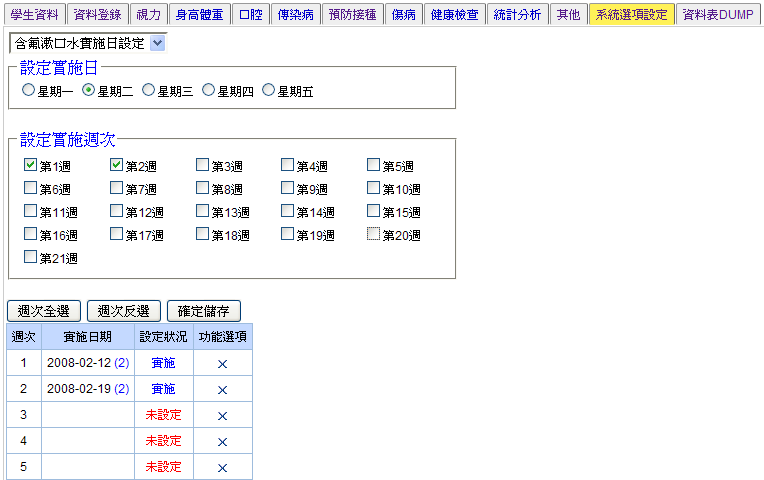 學生資料 資料登錄 視力 身高體重 口腔 傳染病 預防接種 傷病 健康檢查 統計分析 其他 系統選項設定 資料表DUMP
含氟漱口水實施日設定
設定實施日
星期一 星期二 星期三 星期四 星期五
設定實施週次
第1週 第2週 第3週 第4週 第5週
第6週 第7週 第8週 第9週 第10週
第11週 第12週 第13週 第14週 第15週
第16週 第17週 第18週 第19週 第20週
第21週
週次全選 週次反選 確定儲存
週次 實施日期 設定狀況 功能選項
1 2008-02-12 (2) 實施 ×
2 2008-02-19 (2) 實施 ×
3 未設定 ×
4 未設定 ×
5 未設定 ×